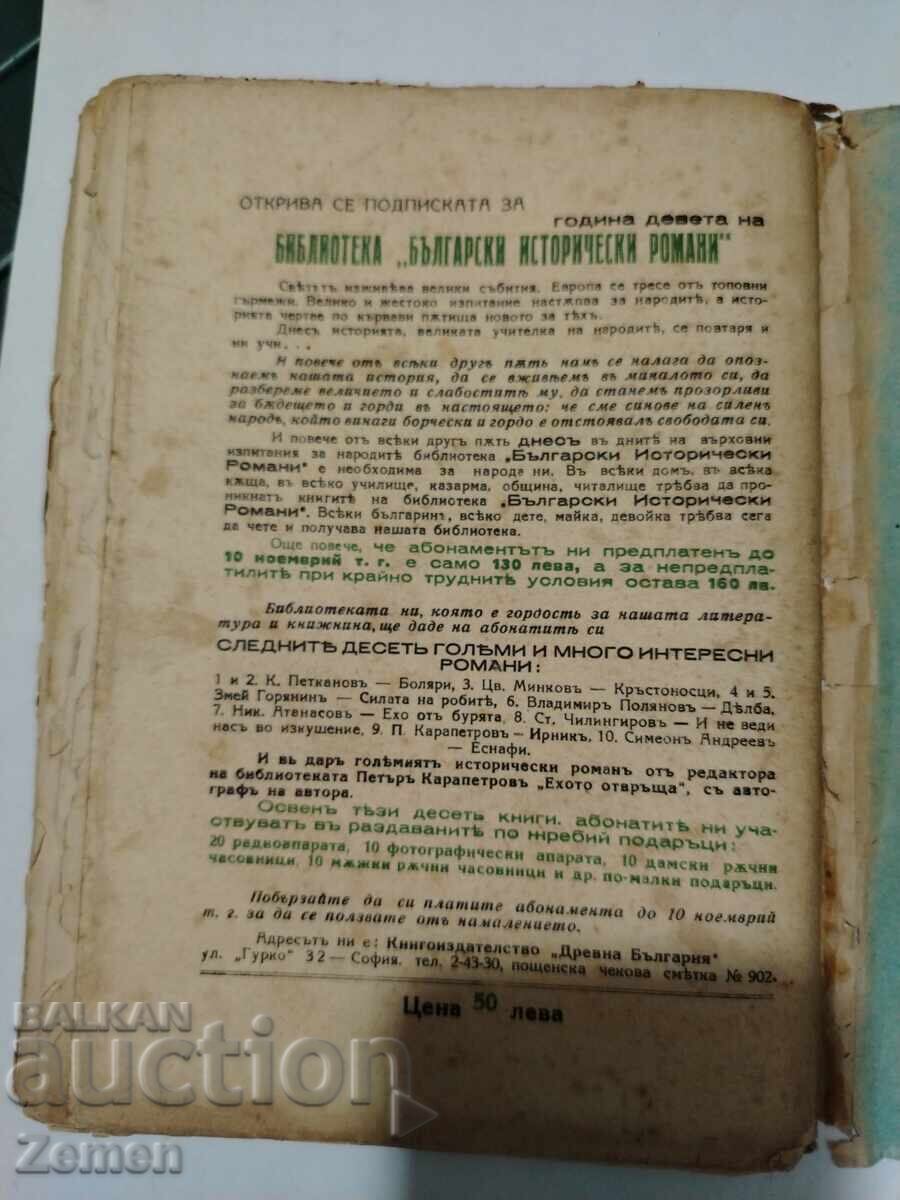 ОТКРИВА СЕ ПОДПИСКАТА ЗА
година девета на
БИБЛИОТЕКА „БЪЛГАРСКИ ИСТОРИЧЕСКИ РОМАНИ"
Свѣтътъ изживѣва велики събития. Европа се тресе отъ топовни
гърмежи. Велико и жестоко изпитание настѫпва за народитѣ, а исто-
рията чертае по кървави пѫтища новото за тѣхъ.
Днесъ историята, великата учителка на народитѣ, се повтаря и
ни учи. . .
И повече отъ всѣки другъ пѫть намъ се налага да опоз-
наемъ нашата история, да се вживѣемъ въ миналото си, да
разбереме величието и слабоститѣ му, да станемъ прозорливи
за бѫдещето и горди въ настоящето: че сме синове на силенъ
народъ, който винаги борчески и гордо е отстоявалъ свободата си.
И повече отъ всѣки другъ пѫть днесъ въ дните на върховни
изпитания за народитѣ библиотека „Българоки Исторически
Романи" е необходима за народа ни. Въ всѣки домъ, въ всѣка
кѫща, въ всѣко училище, казарма, община, читалище трѣбва да про-
никнатъ книгитѣ на библиотека „Български Исторически
Романи". Всѣки българинъ, всѣко дете, майка, девойка трѣбва сега
да чете и получава нашата библиотека.
Още повече, че абонаментътъ ни предплатенъ до
10 ноемврий т. г. е само 130 лева, а за непредпла-
тилитѣ при крайно труднитѣ условия остава 160 лв.
Библиотеката ни, която е гордость за нашата литера-
тура и книжнина, ще даде на абонатитѣ си
СЛЕДНИТѢ ДЕСЕТЬ ГОЛѢМИ И МНОГО ИНТЕРЕСНИ
РОМАНИ:
1 и 2. К. Петкановъ — Боляри, 3. Цв. Минковъ — Кръстоносци, 4 и 5.
Змей Горянинъ — Силата на робитѣ, 6. Владимиръ Поляновъ — Дѣлба,
7. Ник. Атанасовъ — Ехо отъ бурята, 8. Ст. Чилингировъ — И не веди
насъ во изкушение, 9. П. Карапетровъ — Ирникъ, 10. Симеонъ Андреевъ
— Еснафи.
И въ даръ голѣмиятъ исторически романъ отъ редактора
на библиотеката Петъръ Карапетровъ „Ехото отвръща", съ авто-
графъ на автора.
Освенъ тѣзи десеть книги, абонатитѣ ни уча-
ствуватъ въ раздаванитѣ по жребий подаръци:
20 радиоапарата, 10 фотографически апарата, 10 дамски рѫчни
часовници, 10 мѫжки рѫчни часовници и др. по-малки подаръци.
Побързайте да си платите абонамента до 10 ноемврий
т. г. за да се ползвате отъ намалението.
Адресътъ ни е: Книгоиздателство „Древна България"
ул. „Гурко" 32 — София. тел. 2-43-30, пощенска чекова смѣтка № 902.
Цена 50 лева
BALKAN
auction
Zemen